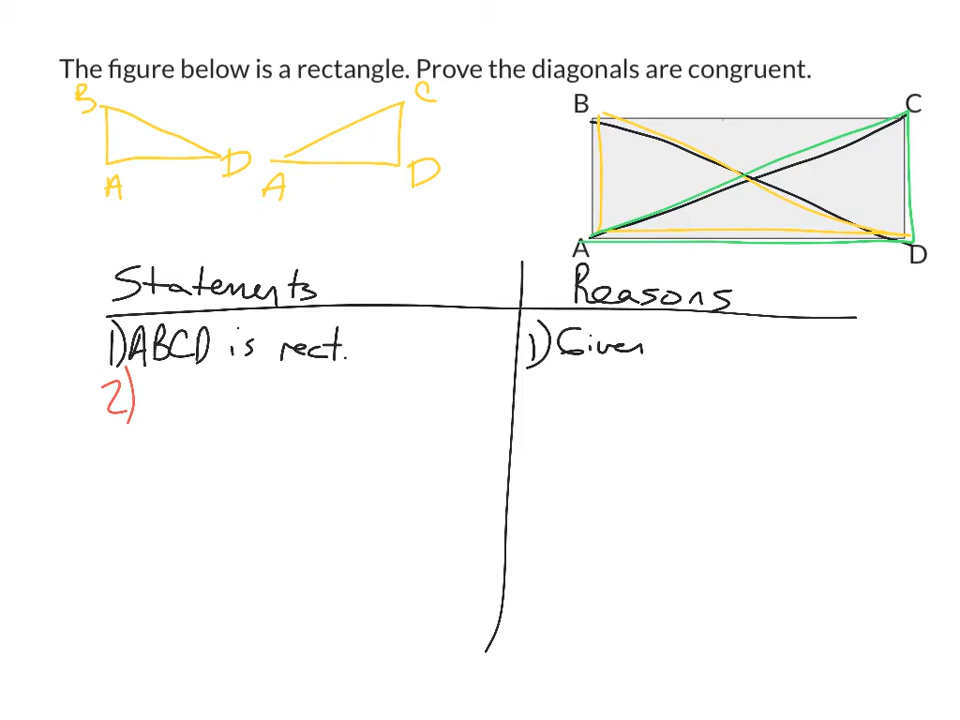 The figure below is a rectangle. Prove the diagonals are congruent.
B
A
D
A
C
D
B
C
A
D
Statements
Reasons
1) ABCD is rect.
1) Given
2)